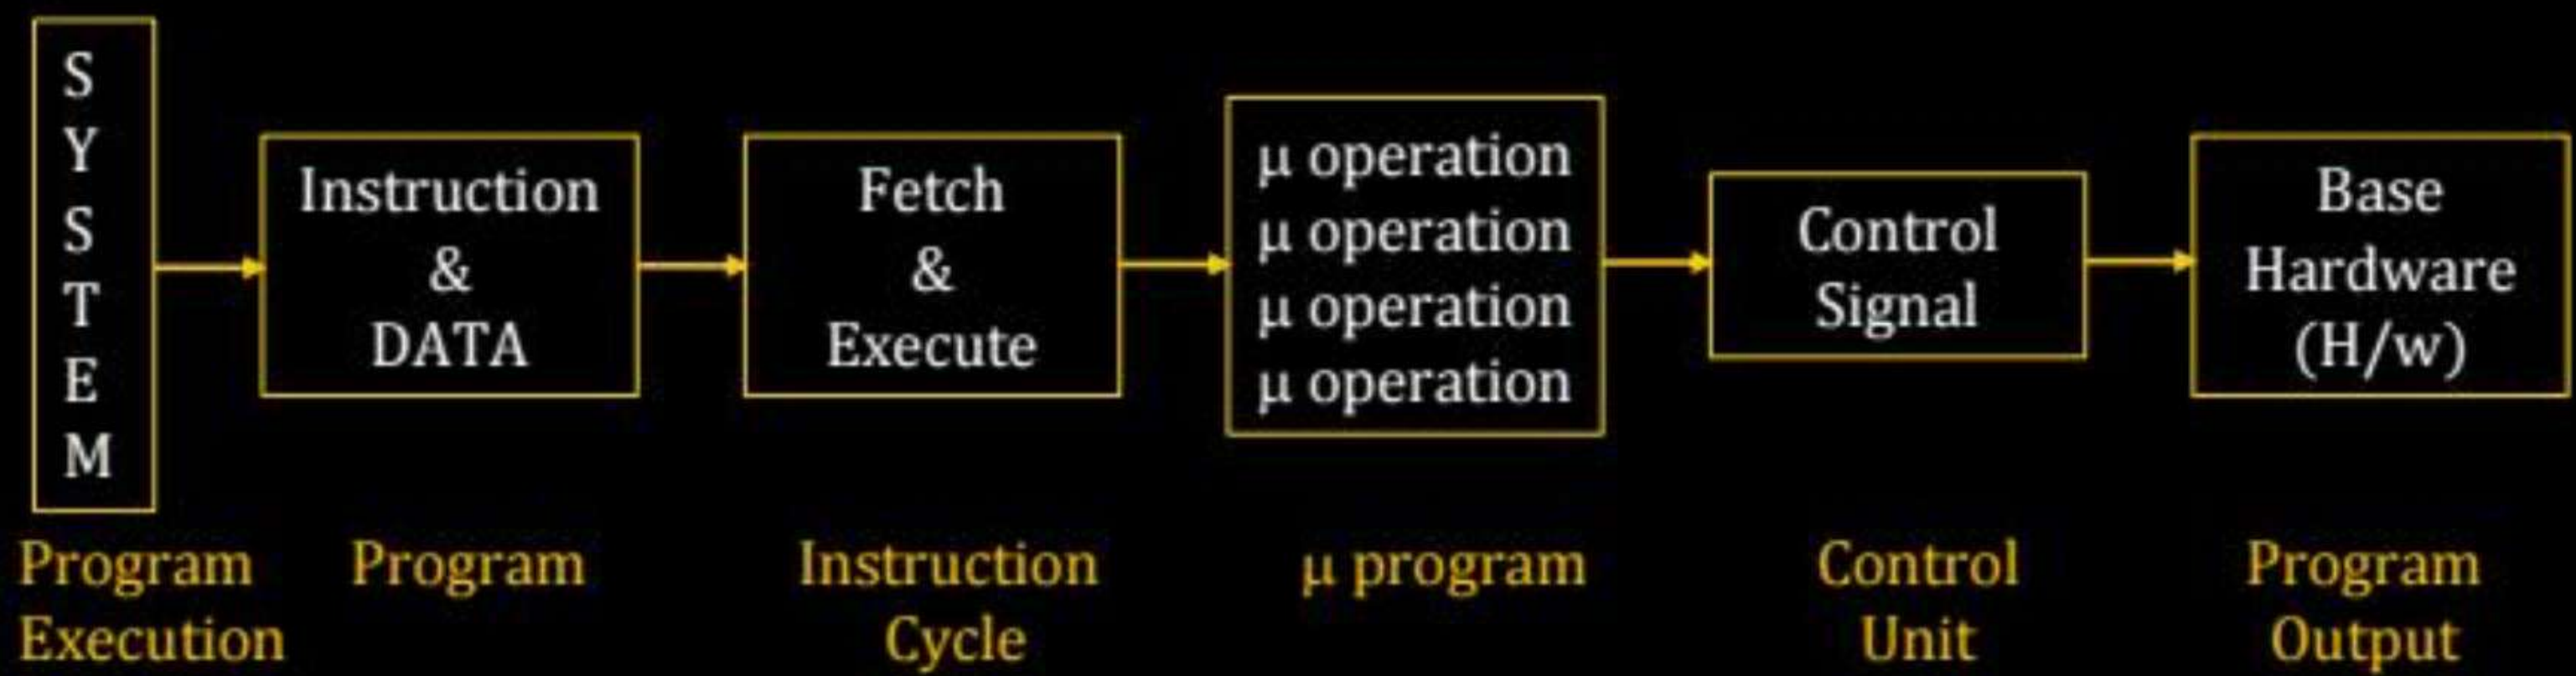 SYSTEM
Instruction
&
DATA
Fetch
&
Execute
μ operation
μ operation
μ operation
μ operation
Control
Signal
Base
Hardware
(H/w)
Program
Execution
Program
Instruction
Cycle
μ program
Control
Unit
Program
Output